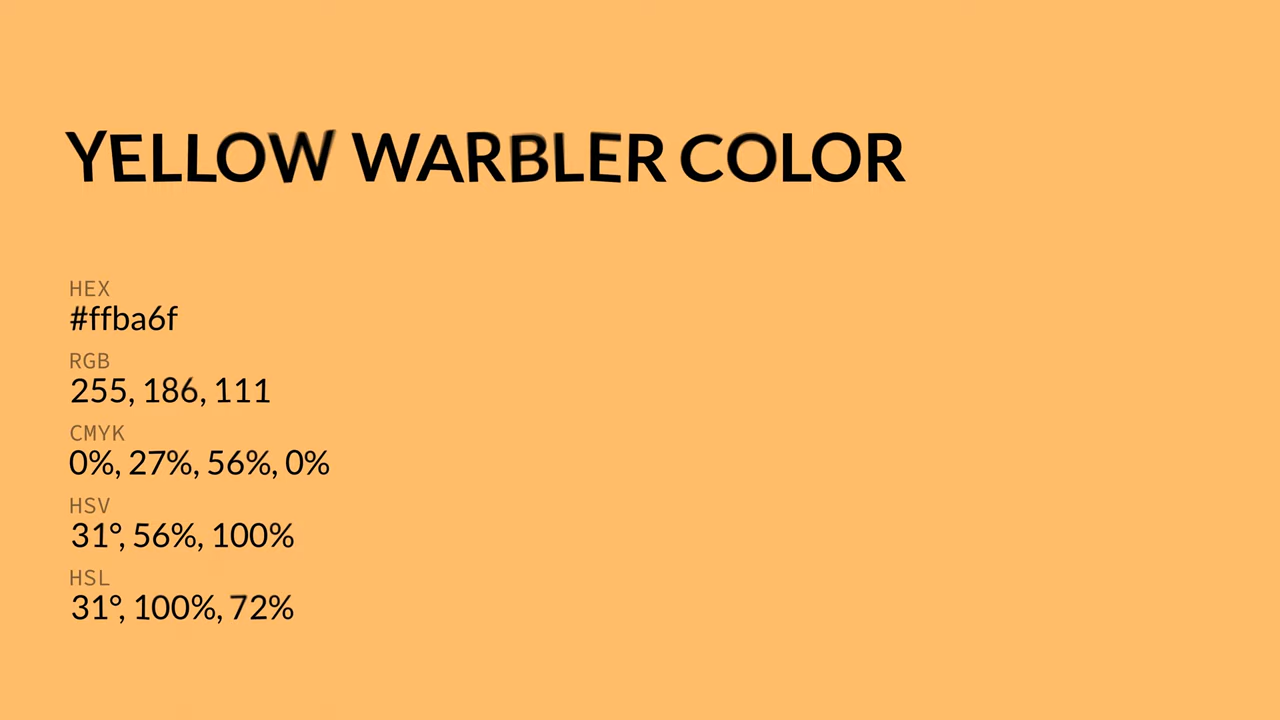 YELLOW WARBLER COLOR
HEX
#ffba6f
RGB
255, 186, 111
CMYK
0%, 27%, 56%, 0%
HSV
31°, 56%, 100%
HSL
31°, 100%, 72%